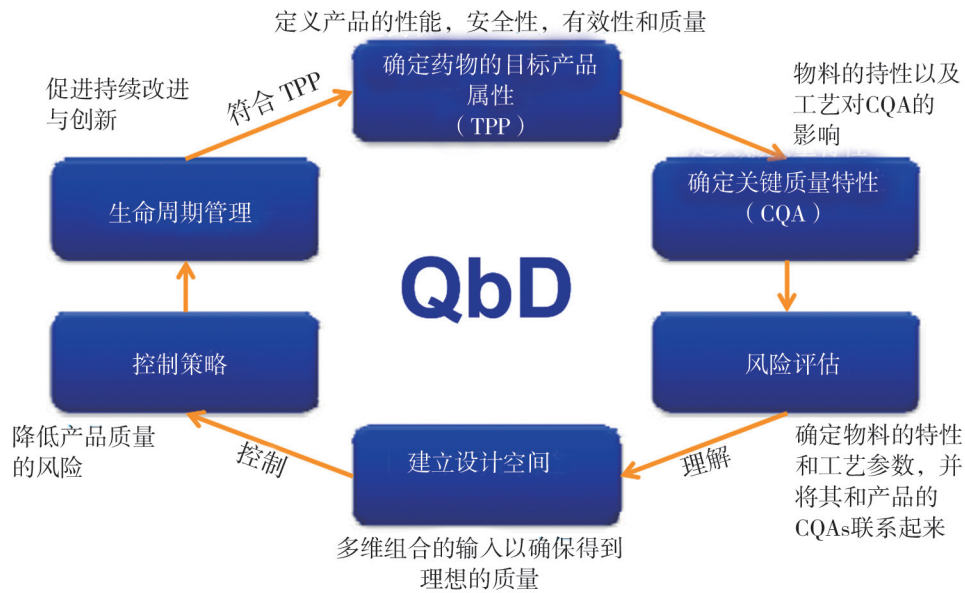 定义产品的性能，安全性，有效性和质量
确定药物的目标产品
属性
（TPP）
符合 TPP
促进持续改进
与创新
物料的持性以及
工艺对CQA的
影响
生命周期管理
确定关键质量特性
（CQA）
QbD
控制策略
风险评估
降低产品质量
的风险
控制
建立设计空间
理解
确定物料的特性
和工艺参数，并
将其和产品的
CQAs联系起来
多维组合的输入以确保得到
理想的质量